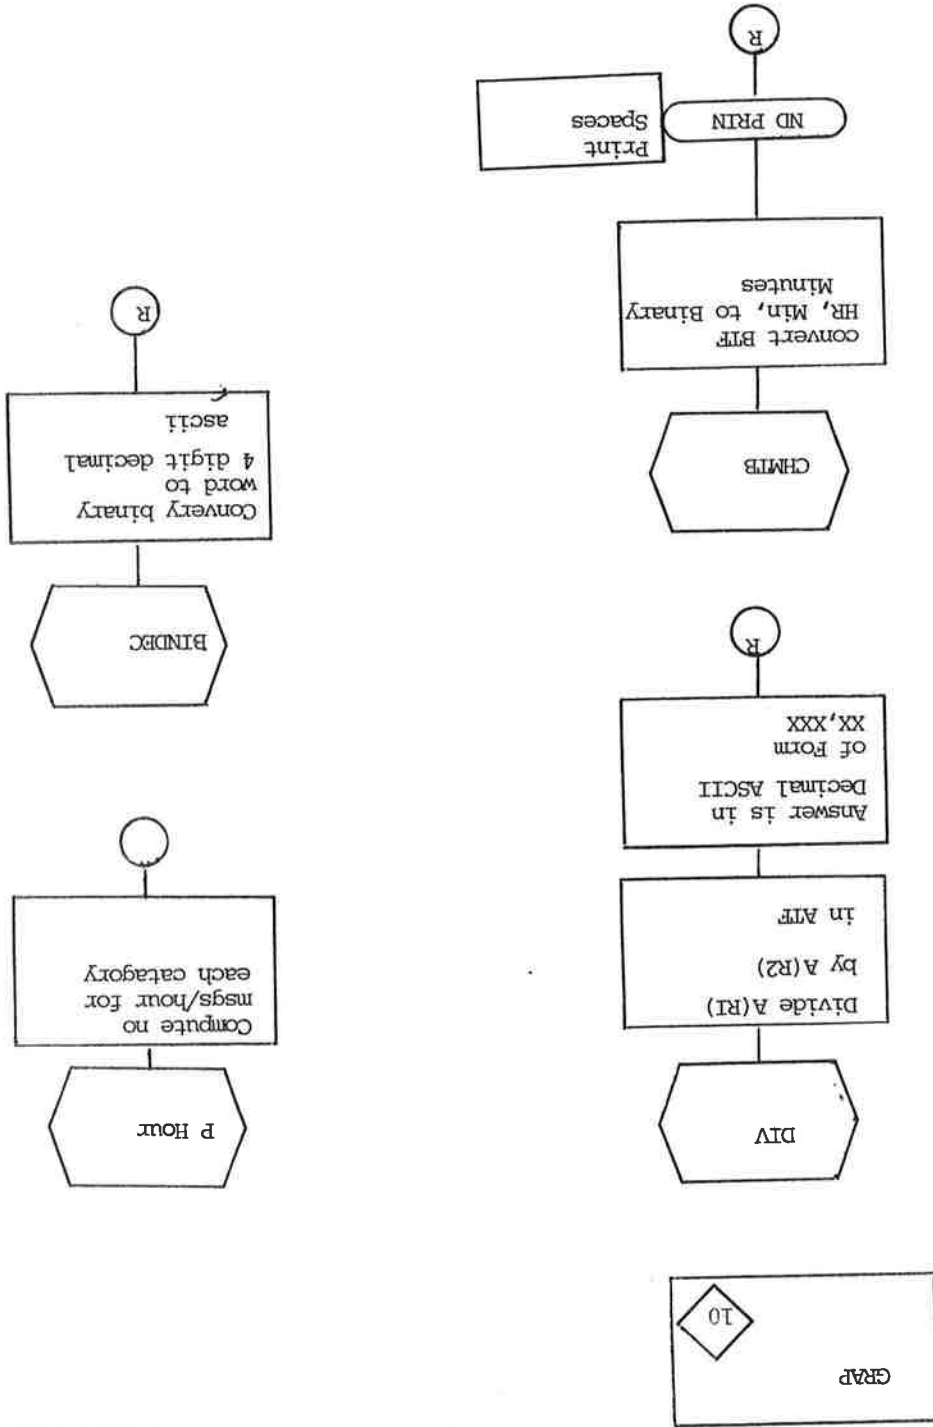 GRAP
10
DIV
Divide A(RI)
by A(R2)
in ATF
Answer is in
Decimal ASCII
of Form
XX,XXX
R
CHMTB
convert BTF
HR, Min, to Binary
Minutes
ND PRIN
Print
Spaces
R
P Hour
Compute no
msgs/hour for
each catagory
BINDEC
Convery binary
word to
4 digit decimal
ascii
R